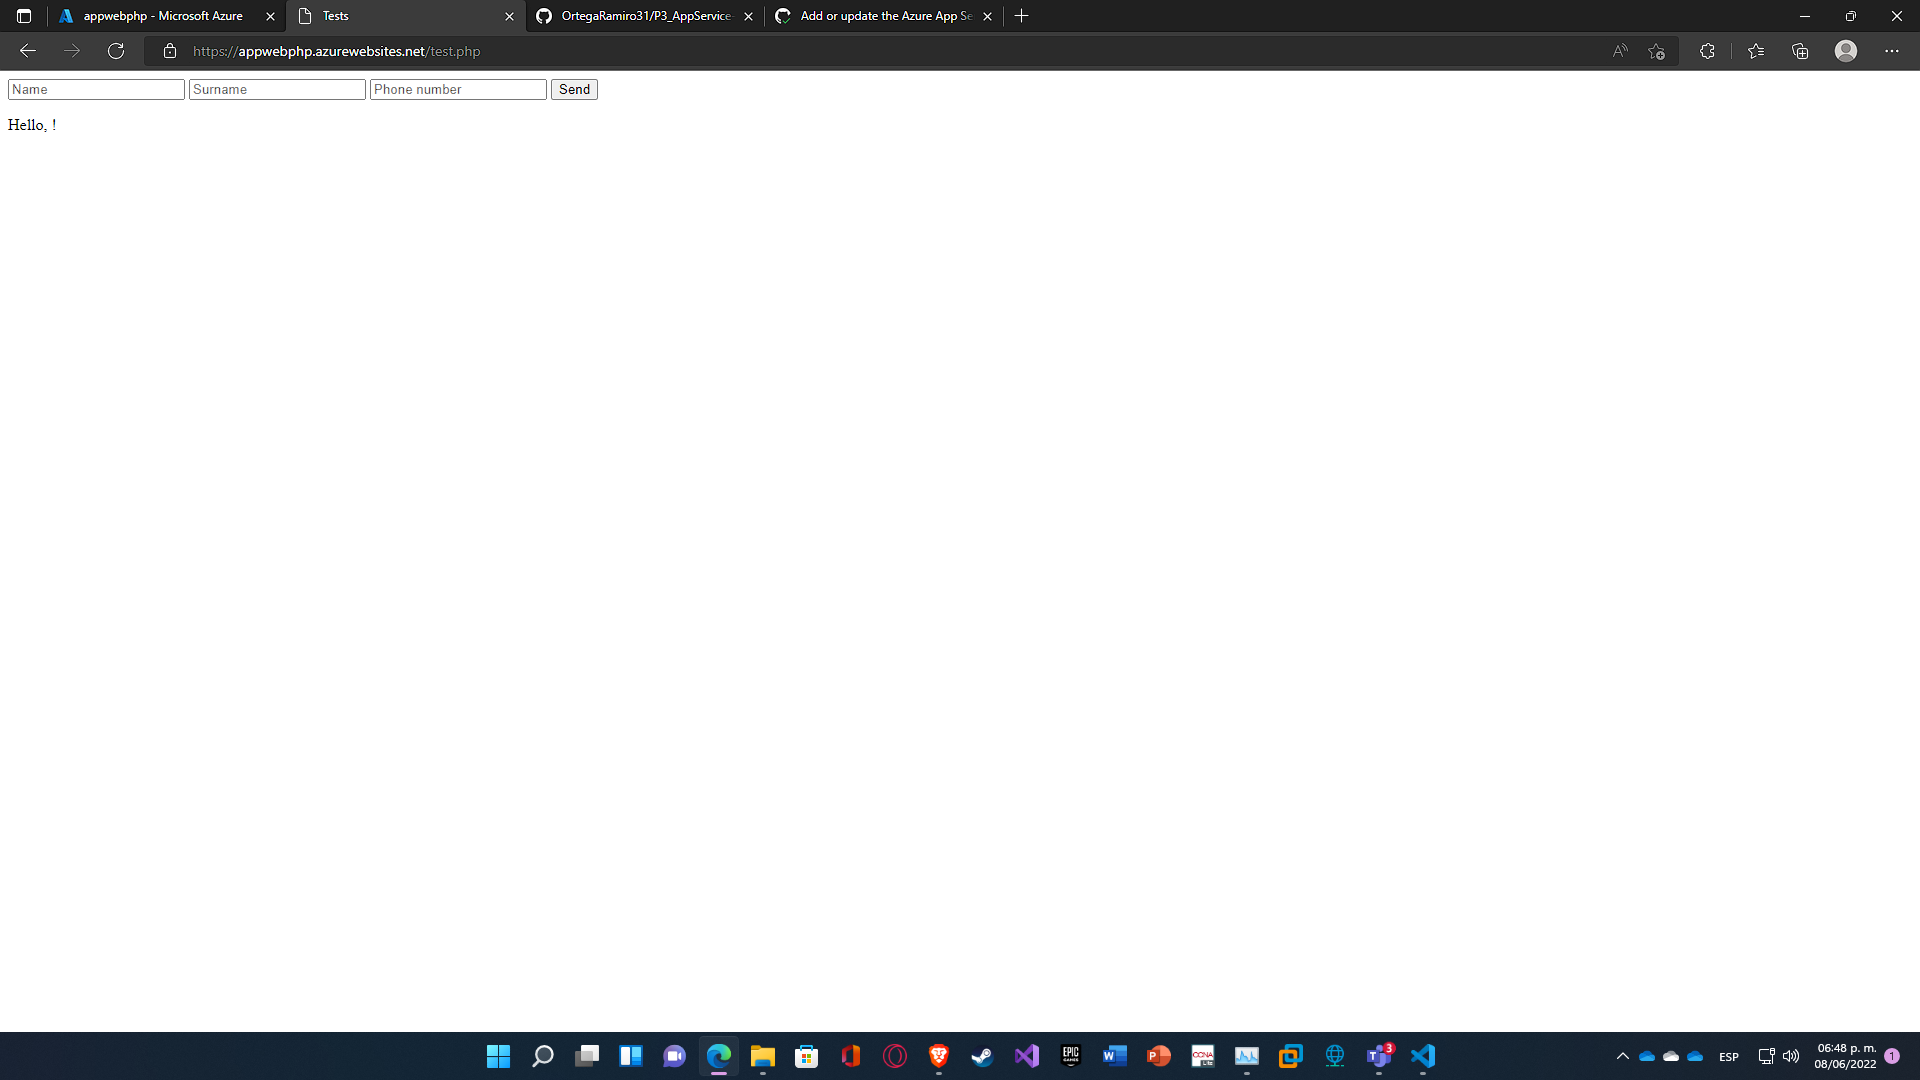 appwebphp - Microsoft Azure
Tests
OrtegaRamiro31/P3_AppService-
Add or update the Azure App Se
https://appwebphp.azurewebsites.net/test.php
Name Surname Phone number Send
Hello, !
EPIC
GAMES
CCNA
3
ESP
06:48 p. m.
08/06/2022
1